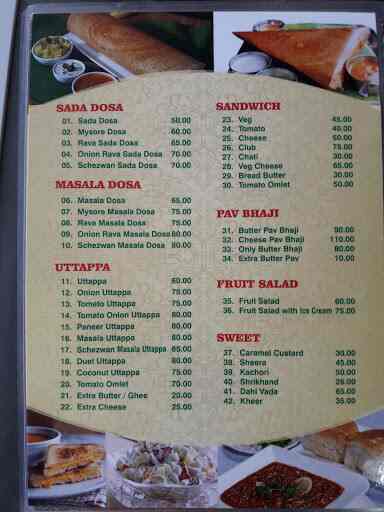 SADA DOSA
01. Sada Dosa 50.00
02. Mysore Dosa 60.00
03. Rava Sada Dosa 65.00
04. Onion Rava Sada Dosa 70.00
05. Schezwan Sada Dosa 70.00
MASALA DOSA
06. Masala Dosa 65.00
07. Mysore Masala Dosa 75.00
08. Rava Masala Dosa 75.00
09. Onion Rava Masala Dosa 80.00
10. Schezwan Masala Dosa 80.00
UTTAPPA
11. Uttappa 60.00
12. Onion Uttappa 75.00
13. Tomato Uttappa 75.00
14. Tomato Onion Uttappa 80.00
15. Paneer Uttappa 80.00
16. Masala Uttappa 80.00
17. Schezwan Masala Uttappa 85.00
18. Duet Uttappa 80.00
19. Coconut Uttappa 75.00
20. Tomato Omlet 70.00
21. Extra Butter / Ghee 20.00
22. Extra Cheese 25.00
SANDWICH
23. Veg 45.00
24. Tomato 40.00
25. Cheese 50.00
26. Club 75.00
27. Chati 30.00
28. Veg Cheese 65.00
29. Bread Butter 30.00
30. Tomato Omlet 50.00
PAV BHAJI
31. Butter Pav Bhaji 90.00
32. Cheese Pav Bhaji 110.00
33. Only Butter Bhaji 80.00
34. Extra Butter Pav 10.00
FRUIT SALAD
35. Fruit Salad 60.00
36. Fruit Salad with Ice Cream 75.00
SWEET
37. Caramel Custard 30.00
38. Sheera 45.00
39. Kachori 50.00
40. Shrikhand 25.00
41. Dahi Vada 65.00
42. Kheer 35.00